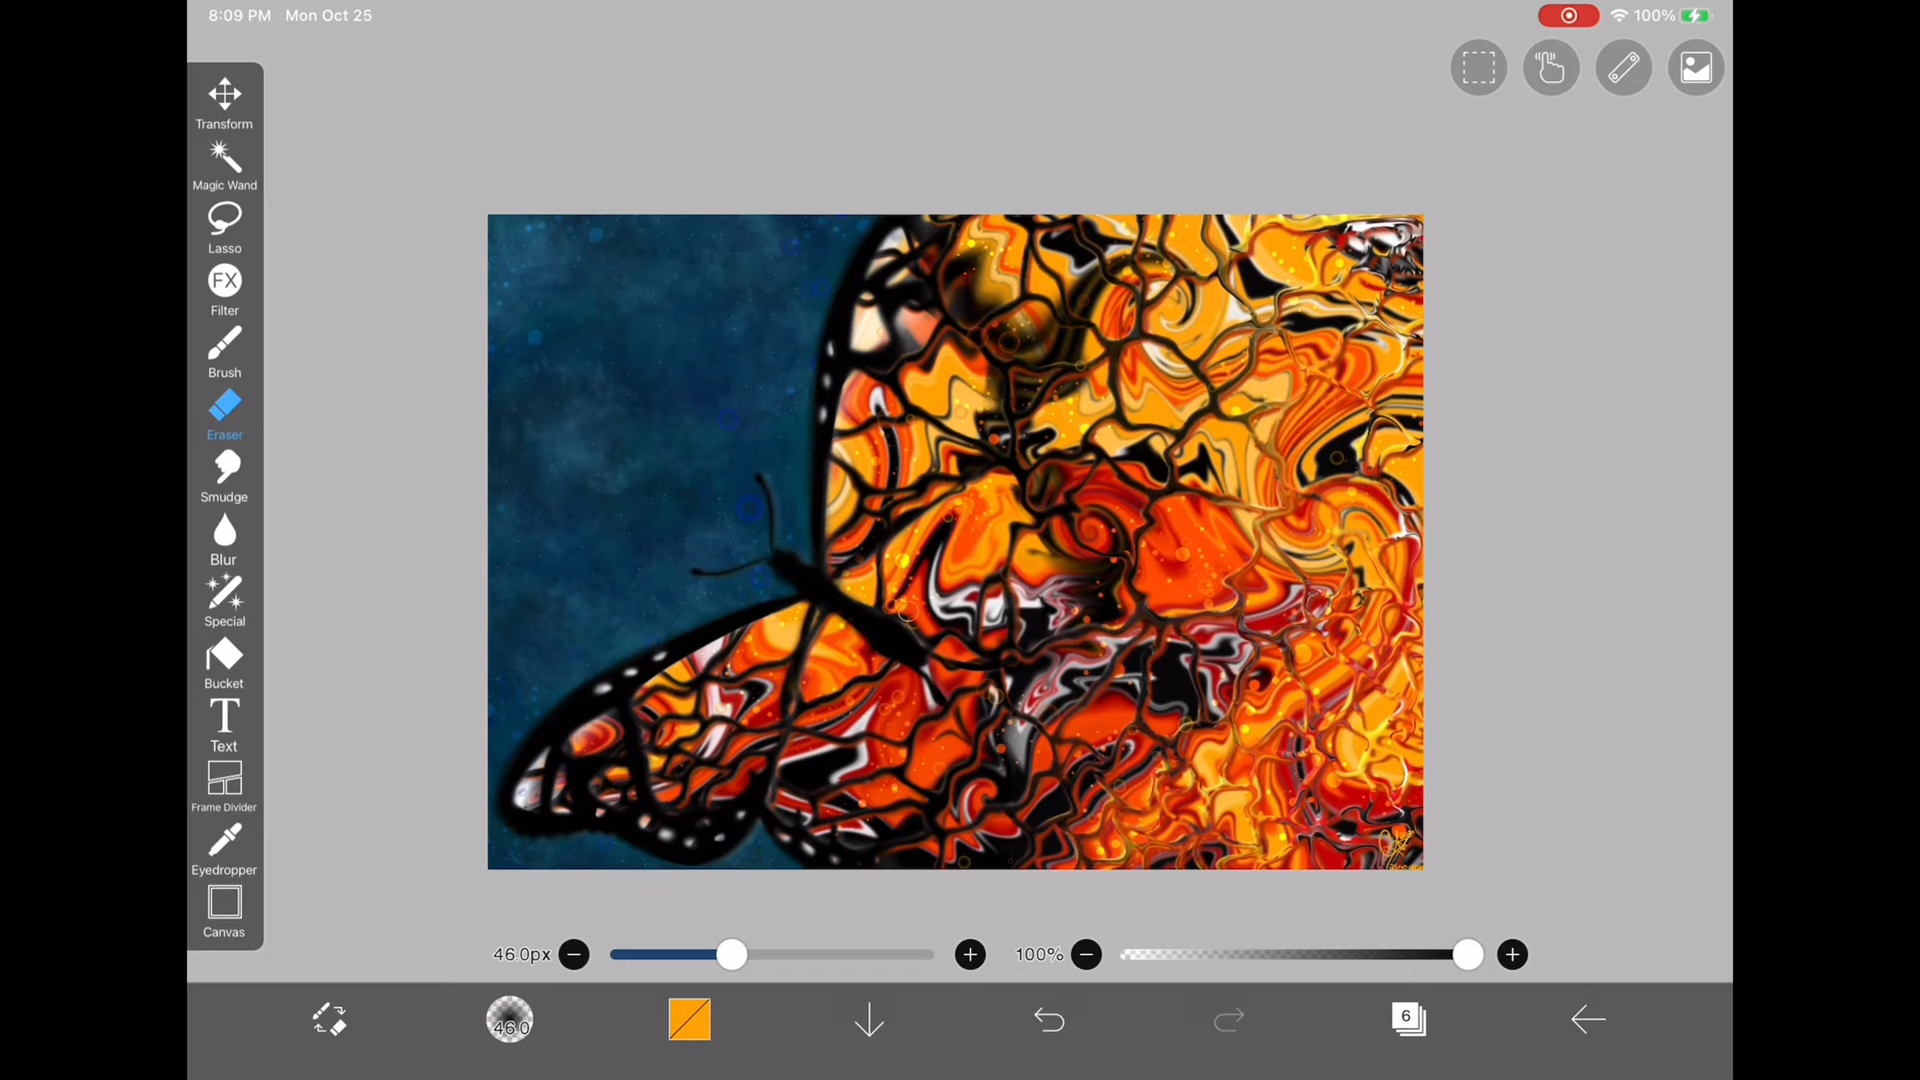 8:09 PM Mon Oct 25
100%
Transform
Magic Wand
Lasso
FX
Filter
Brush
Eraser
Smudge
Blur
Special
Bucket
T
Text
Frame Divider
Eyedropper
Canvas
46.0px
100%
46.0
6